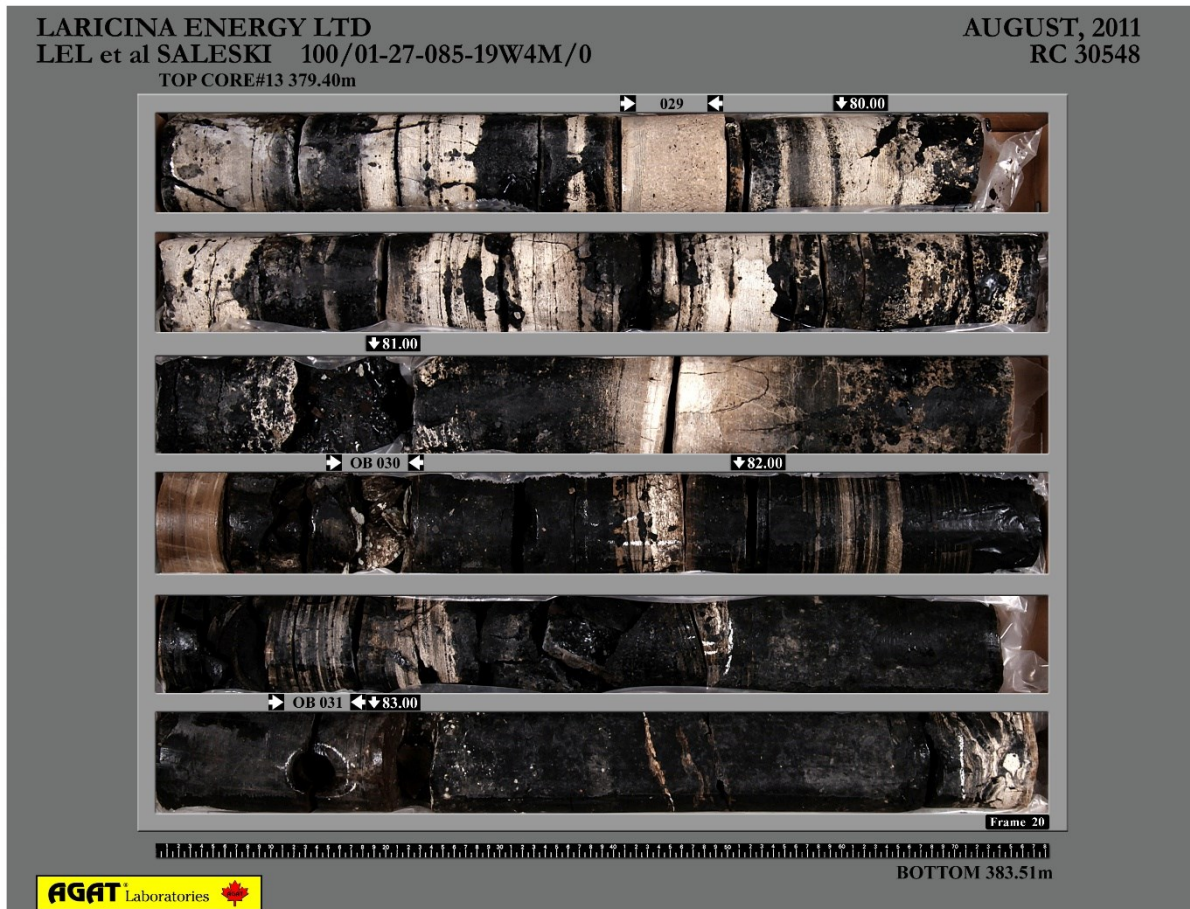 LARICINA ENERGY LTD
LEL et al SALESKI 100/01-27-085-19W4M/0
AUGUST, 2011
RC 30548
TOP CORE#13 379.40m
029
80.00
81.00
OB 030
82.00
OB 031
83.00
Frame 20
BOTTOM 383.51m
AGAT Laboratories